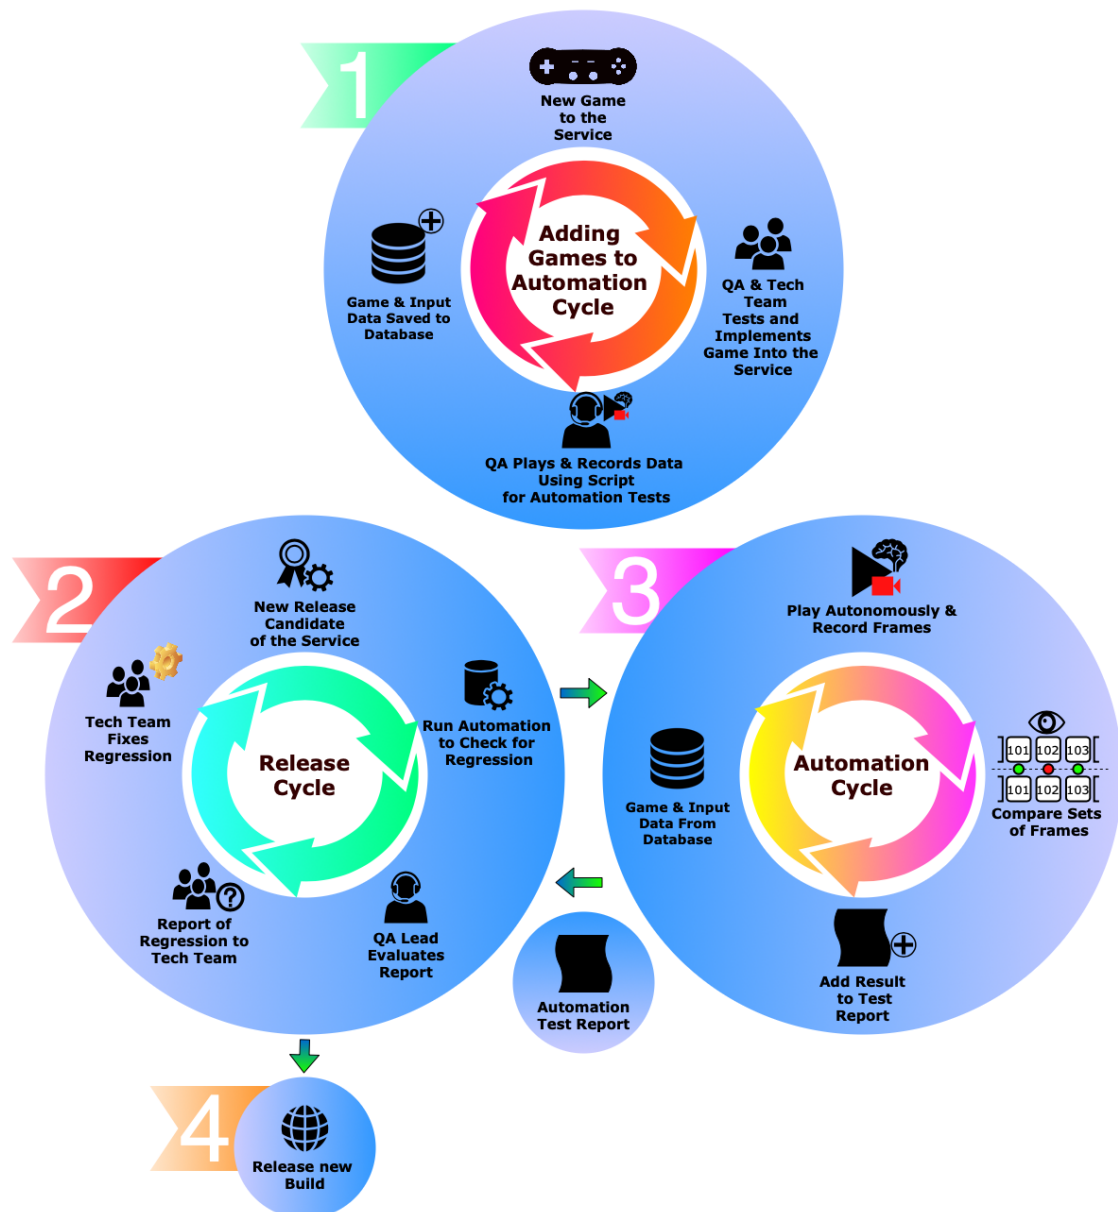 1
New Game
to the
Service
Adding
Games to
Automation
Cycle
QA & Tech
Team
Tests and
Implements
Game Into the
Service
QA Plays & Records Data
Using Script
for Automation Tests
Game & Input
Data Saved to
Database
2
New Release
Candidate
of the Service
Release
Cycle
Run Automation
to Check for
Regression
QA Lead
Evaluates
Report
?
Report of
Regression to
Tech Team
Tech Team
Fixes
Regression
3
Play Autonomously &
Record Frames
Automation
Cycle
101 102 103
101 102 103
Compare Sets
of Frames
Add Result
to Test
Report
Game & Input
Data From
Database
Automation
Test Report
4
Release new
Build